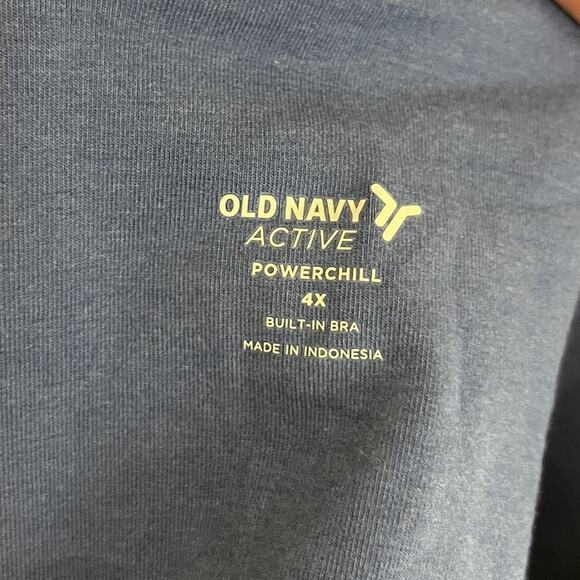 OLD NAVY
ACTIVE
POWERCHILL
4X
BUILT-IN BRA
MADE IN INDONESIA